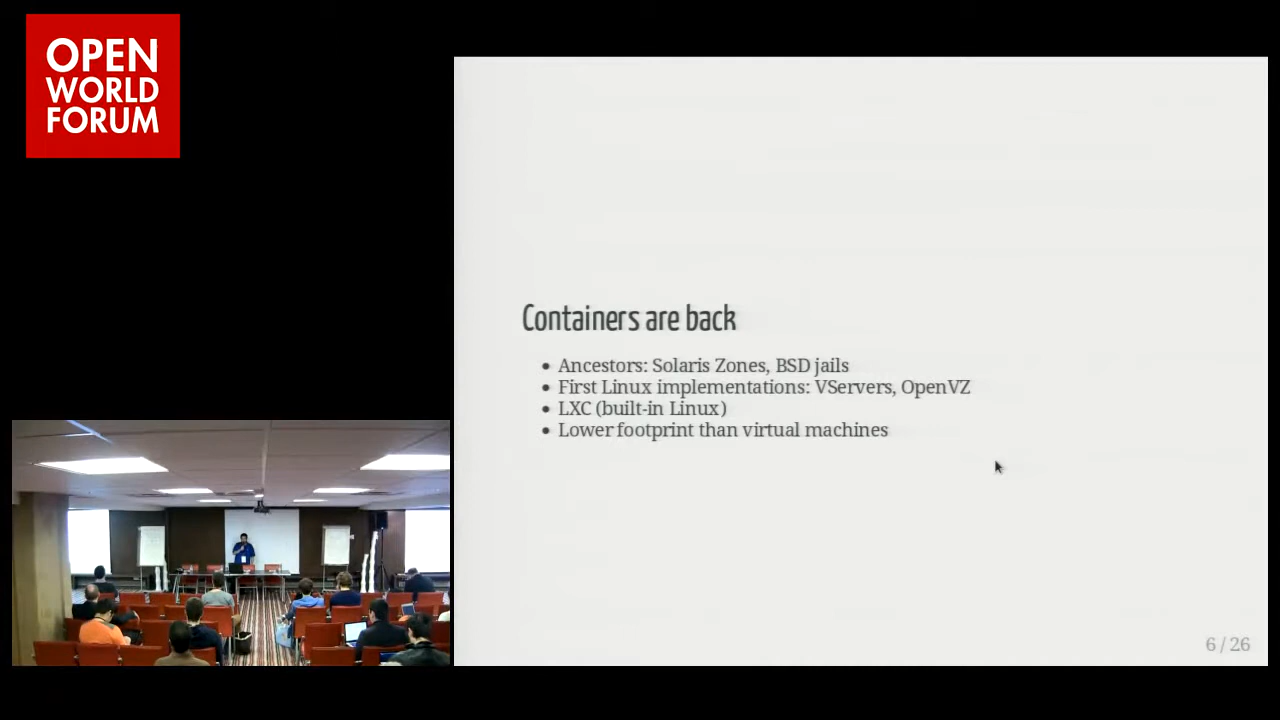 OPEN
WORLD
FORUM
Containers are back
• Ancestors: Solaris Zones, BSD jails
• First Linux implementations: VServers, OpenVZ
• LXC (built-in Linux)
• Lower footprint than virtual machines
6 / 26